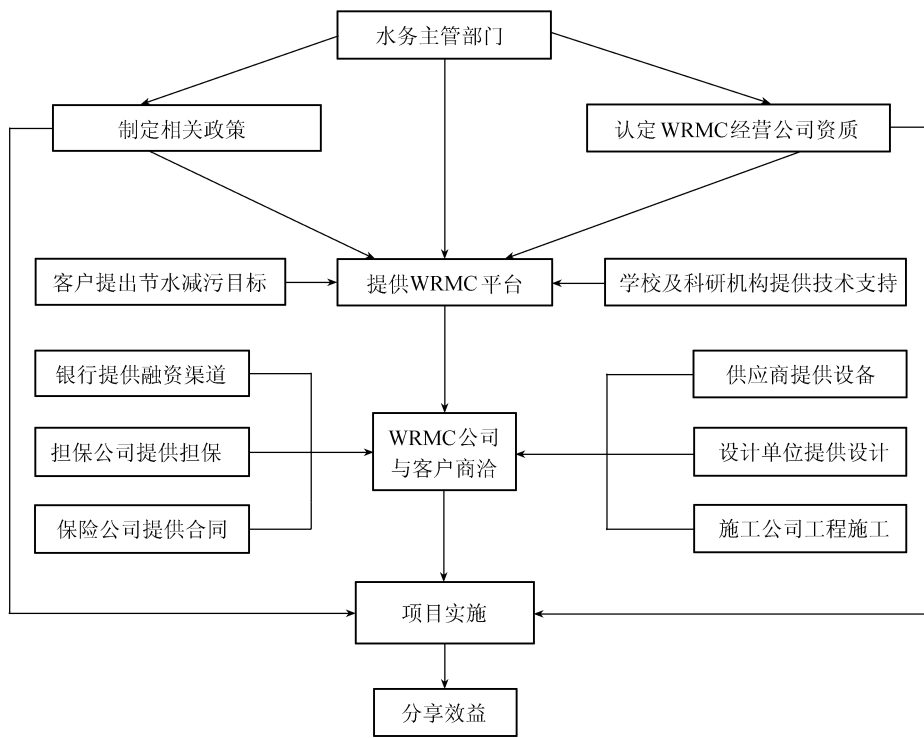 水务主管部门
制定相关政策
认定WRMC经营公司资质
客户提出节水减污目标
提供WRMC平台
学校及科研机构提供技术支持
银行提供融资渠道
供应商提供设备
WRMC公司
与客户商洽
担保公司提供担保
设计单位提供设计
保险公司提供合同
施工公司工程施工
项目实施
分享效益